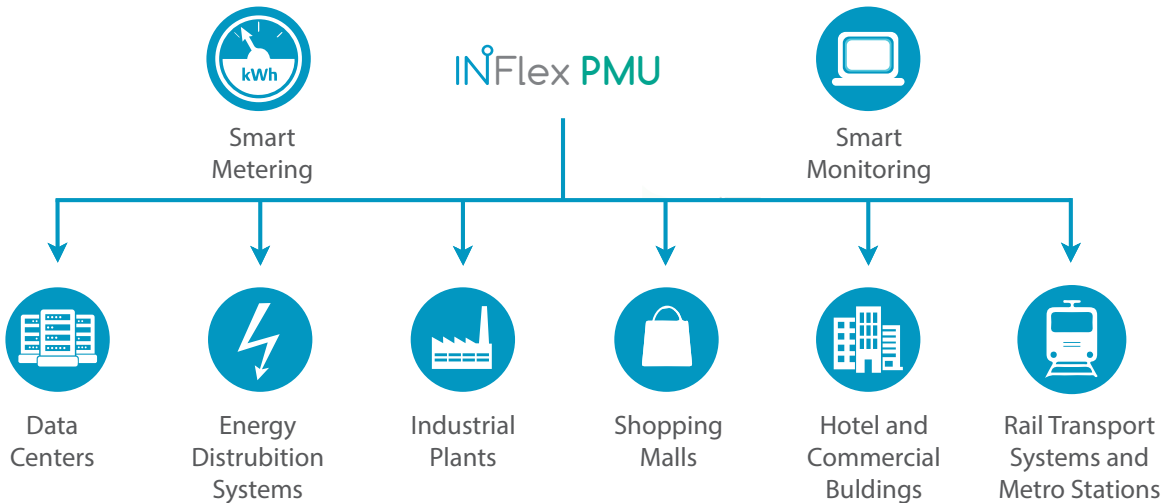 kWh
INFlex PMU
Smart
Metering
Smart
Monitoring
Data
Centers
Energy
Distrubition
Systems
Industrial
Plants
Shopping
Malls
Hotel and
Commercial
Buldings
Rail Transport
Systems and
Metro Stations